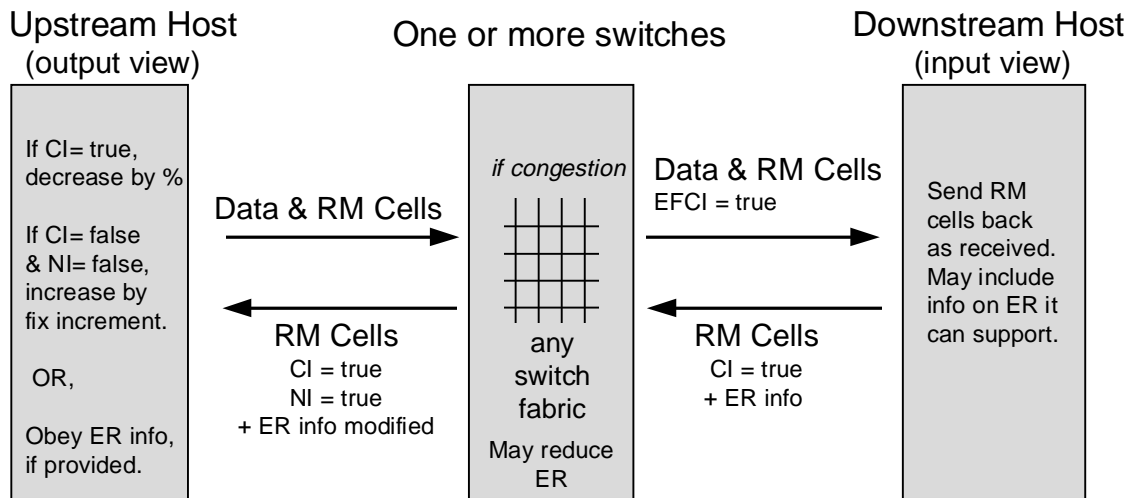 Upstream Host
(output view)
One or more switches
Downstream Host
(input view)
If CI= true,
decrease by %
If CI= false
& NI= false,
increase by
fix increment.
OR,
Obey ER info,
if provided.
Data & RM Cells
RM Cells
CI = true
NI = true
+ ER info modified
if congestion
any
switch
fabric
May reduce
ER
Data & RM Cells
EFCI = true
RM Cells
CI = true
+ ER info
Send RM
cells back
as received.
May include
info on ER it
can support.